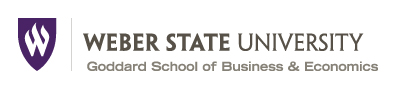 WEBER STATE UNIVERSITY
Goddard School of Business & Economics